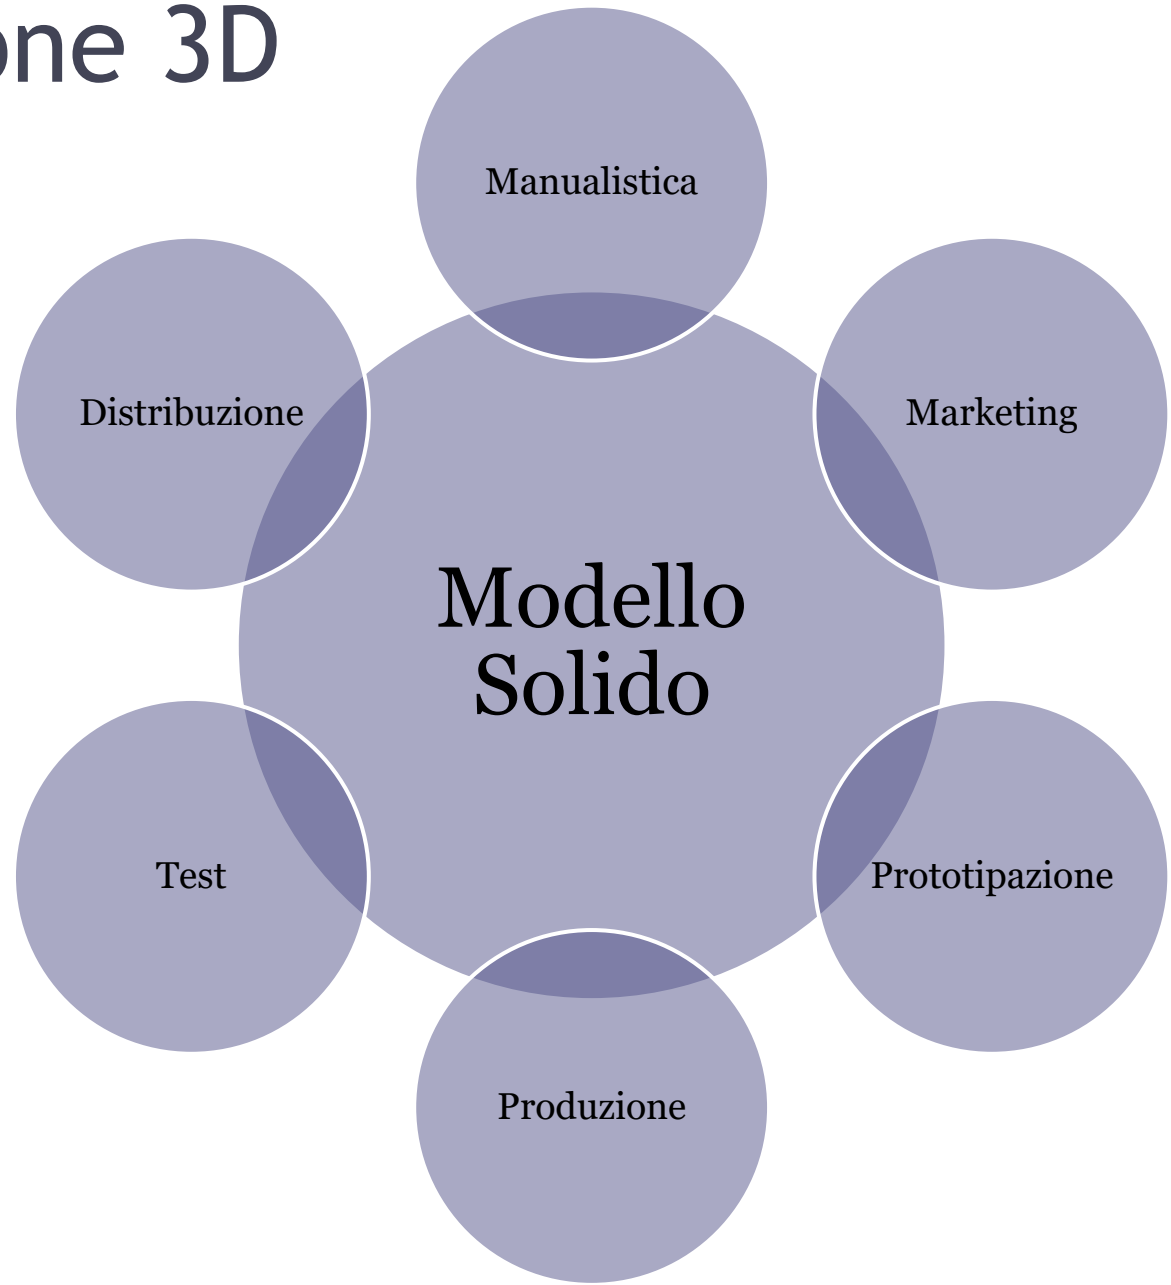 one 3D
Manualistica
Distribuzione
Marketing
Modello
Solido
Test
Prototipazione
Produzione